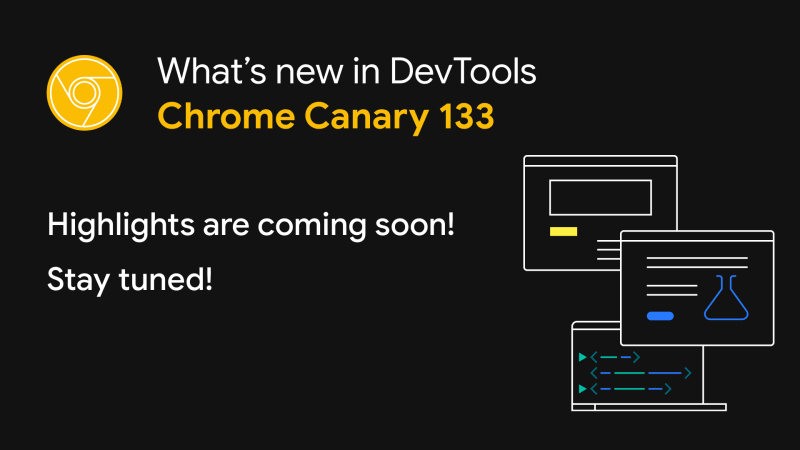 What’s new in DevTools
Chrome Canary 133
Highlights are coming soon!
Stay tuned!